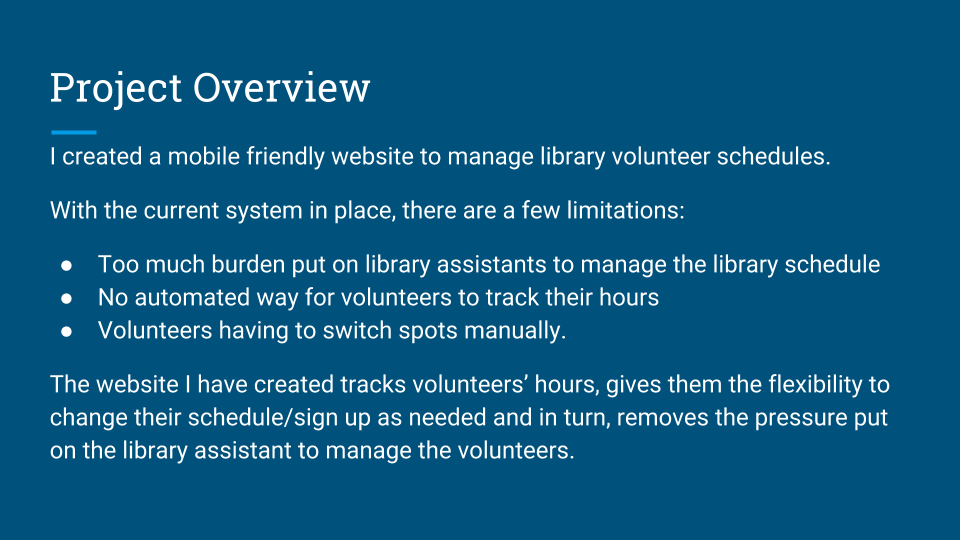 Project Overview
I created a mobile friendly website to manage library volunteer schedules.
With the current system in place, there are a few limitations:
● Too much burden put on library assistants to manage the library schedule
● No automated way for volunteers to track their hours
● Volunteers having to switch spots manually.
The website I have created tracks volunteers’ hours, gives them the flexibility to
change their schedule/sign up as needed and in turn, removes the pressure put
on the library assistant to manage the volunteers.